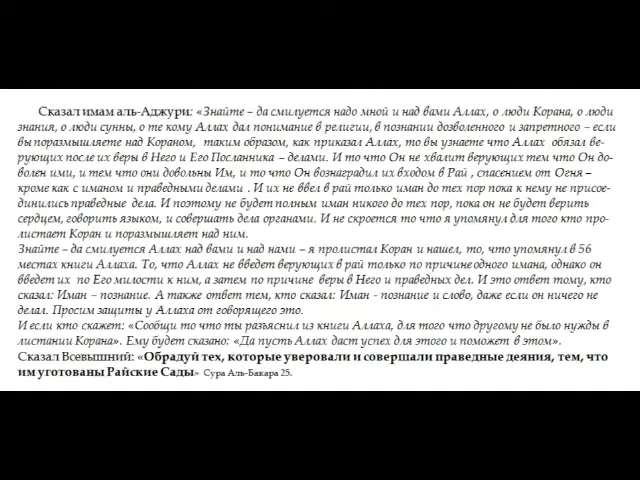 Сказал имам аль-Аджури: «Знайте – да смилуется надо мной и над вами Аллах, о люди Корана, о люди
знания, о люди сунны, о те кому Аллах дал понимание в религии, в познании дозволенного и запретного – если
вы поразмышляете над Кораном, таким образом, как приказал Аллах, то вы узнаете что Аллах обязал ве-
рующих после их веры в Него и Его Посланника – делами. И то что Он не хвалит верующих тем что Он до-
волен ими, и тем что они довольны Им, и то что Он вознаградил их входом в Рай , спасением от Огня –
кроме как с иманом и праведными делами . И их не ввел в рай только иман до тех пор пока к нему не присое-
динились праведные дела. И поэтому не будет полным иман никого до тех пор, пока он не будет верить
сердцем, говорить языком, и совершать дела органами. И не скроется то что я упомянул для того кто про-
листает Коран и поразмышляет над ним.
Знайте – да смилуется Аллах над вами и над нами – я пролистал Коран и нашел, то, что упомянул в 56
местах книги Аллаха. То, что Аллах не введет верующих в рай только по причине одного имана, однако он
введет их по Его милости к ним, а затем по причине веры в Него и праведных дел. И это ответ тому, кто
сказал: Иман – познание. А также ответ тем, кто сказал: Иман - познание и слово, даже если он ничего не
делал. Просим защиты у Аллаха от говорящего это.
И если кто скажет: «Сообщи то что ты разъяснил из книги Аллаха, для того что другому не было нужды в
листании Корана». Ему будет сказано: «Да пусть Аллах даст успех для этого и поможет в этом».
Сказал Всевышний: «Обрадуй тех, которые уверовали и совершали праведные деяния, тем, что
им уготованы Райские Сады» Сура Аль-Бакара 25.